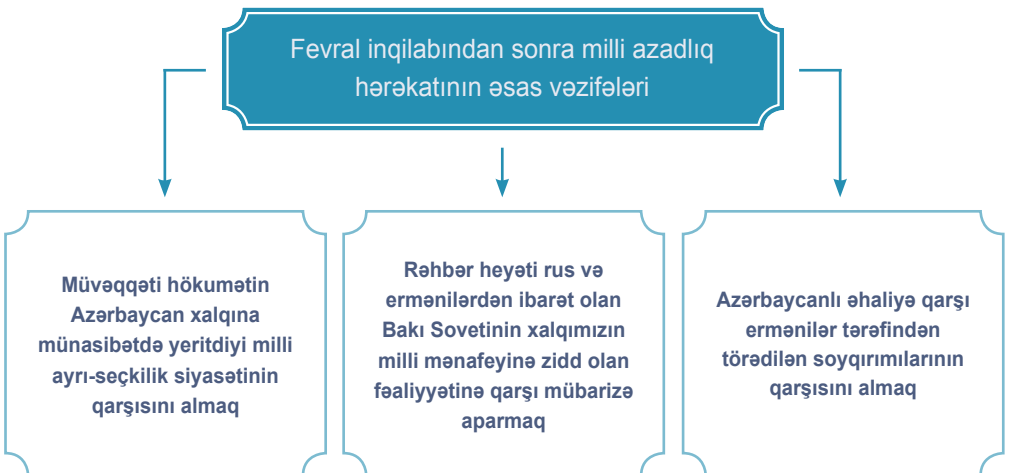 Fevral inqilabından sonra milli azadlıq
hərəkatının əsas vəzifələri
Müvəqqəti hökumətin
Azərbaycan xalqına
münasibətdə yeritdiyi milli
ayrı-seçkilik siyasətinin
qarşısını almaq
Rəhbər heyəti rus və
ermənilərdən ibarət olan
Bakı Sovetinin xalqımızın
milli mənafeyinə zidd olan
fəaliyyətinə qarşı mübarizə
aparmaq
Azərbaycanlı əhaliyə qarşı
ermənilər tərəfindən
törədilən soyqırımılarının
qarşısını almaq